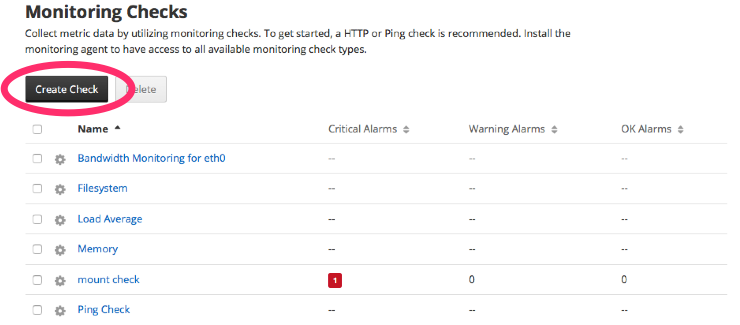 Monitoring Checks
Collect metric data by utilizing monitoring checks. To get started, a HTTP or Ping check is recommended. Install the
monitoring agent to have access to all available monitoring check types.
Create Check Delete
Name Critical Alarms Warning Alarms OK Alarms
Bandwidth Monitoring for eth0 -- -- --
Filesystem -- -- --
Load Average -- -- --
Memory -- -- --
mount check 1 0 0
Ping Check -- -- --